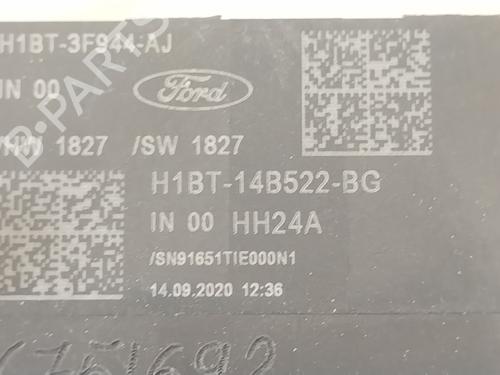 H1BT-3F944-AJ
IN 00
Ford
/HW 1827 /SW 1827
H1BT-14B522-BG
IN 00 HH24A
/SN91651TIE000N1
14.09.2020 12:36
B-PARTS